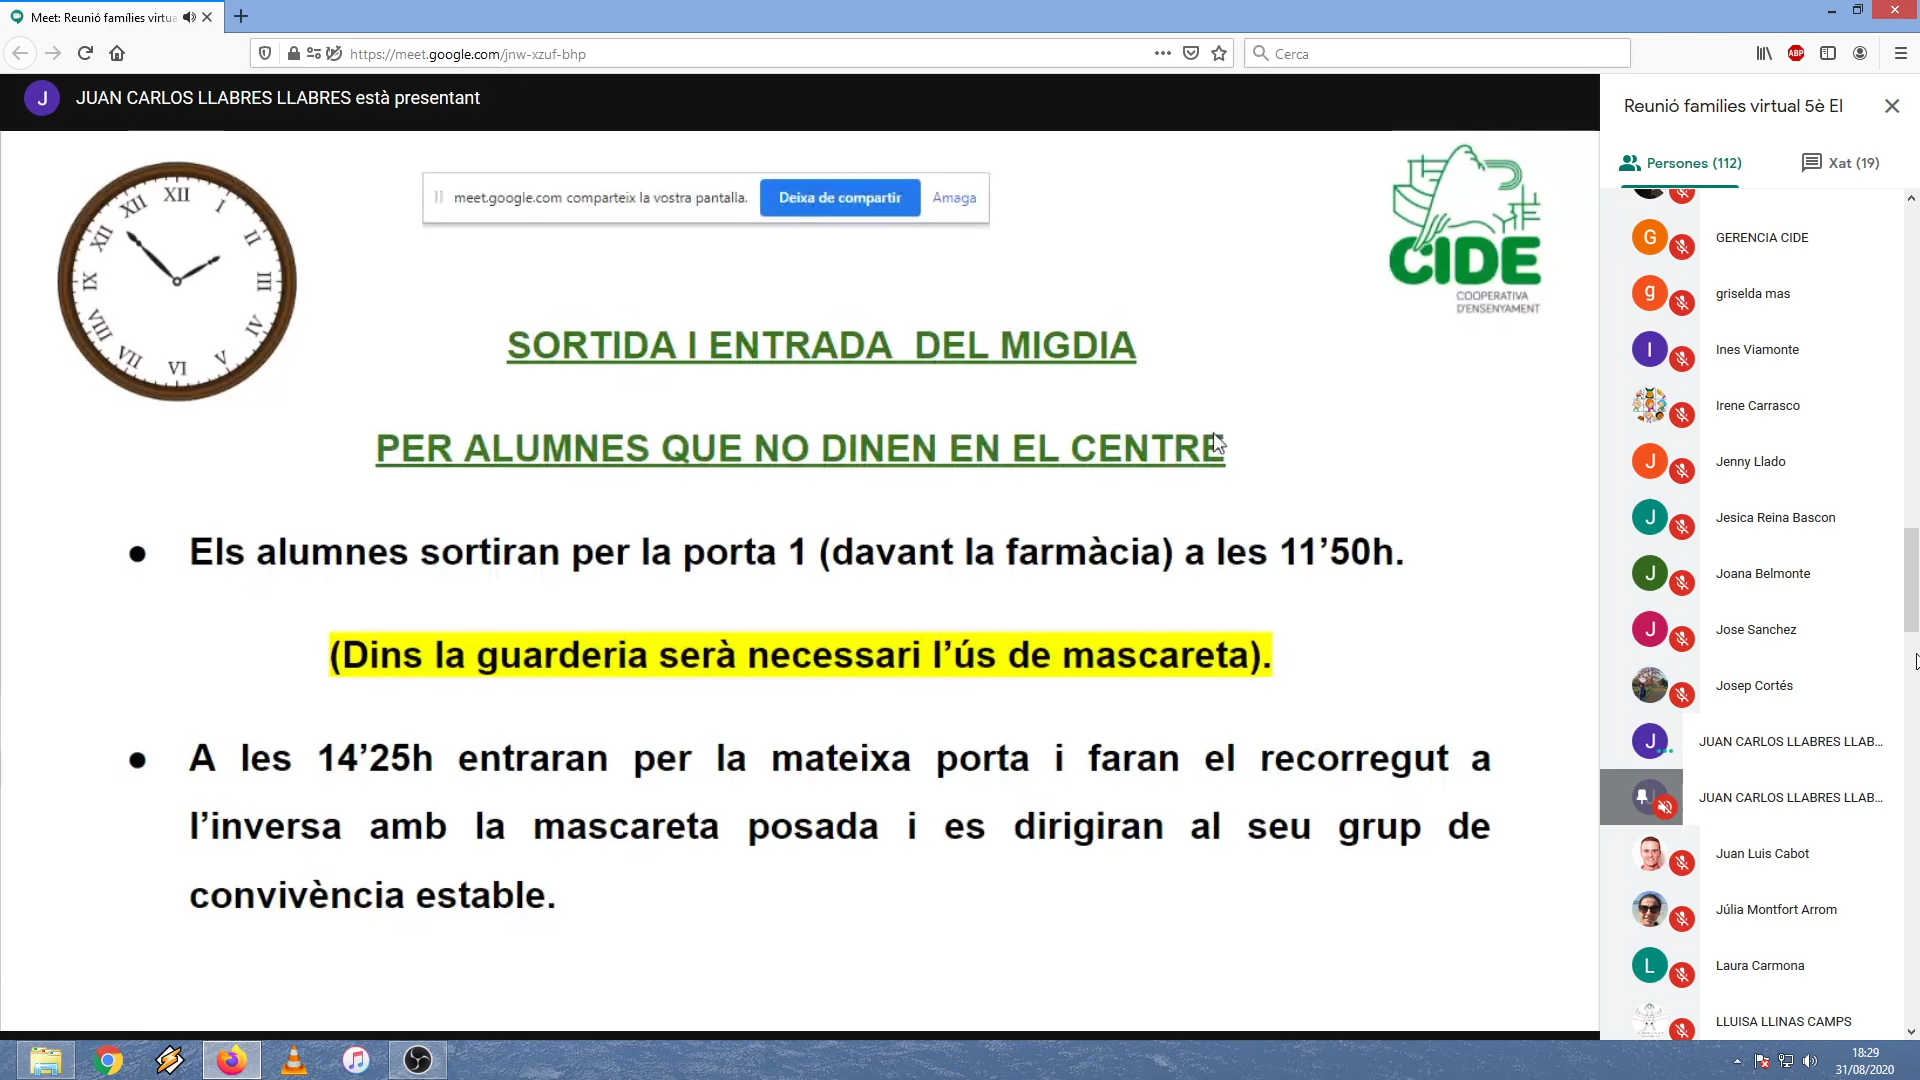 Meet: Reunió famílies virtua
https://meet.google.com/jnw-xzuf-bhp
Cerca
ABP
J
JUAN CARLOS LLABRES LLABRES està presentant
meet.google.com comparteix la vostra pantalla.
Deixa de compartir
Amaga
CIDE
COOPERATIVA
D'ENSENYAMENT
SORTIDA I ENTRADA DEL MIGDIA
PER ALUMNES QUE NO DINEN EN EL CENTRE
● Els alumnes sortiran per la porta 1 (davant la farmàcia) a les 11’50h.
(Dins la guarderia serà necessari l’ús de mascareta).
● A les 14’25h entraran per la mateixa porta i faran el recorregut a
l’inversa amb la mascareta posada i es dirigiran al seu grup de
convivència estable.
XII
I
II
III
IV
V
VI
VII
VIII
IX
XII
XII
Reunió famílies virtual 5è EI
Persones (112)
Xat (19)
G
GERENCIA CIDE
g
griselda mas
I
Ines Viamonte
Irene Carrasco
J
Jenny Llado
J
Jesica Reina Bascon
J
Joana Belmonte
J
Jose Sanchez
Josep Cortés
J
JUAN CARLOS LLABRES LLAB...
JUAN CARLOS LLABRES LLAB...
Juan Luis Cabot
Júlia Montfort Arrom
L
Laura Carmona
LLUISA LLINAS CAMPS
18:29
31/08/2020